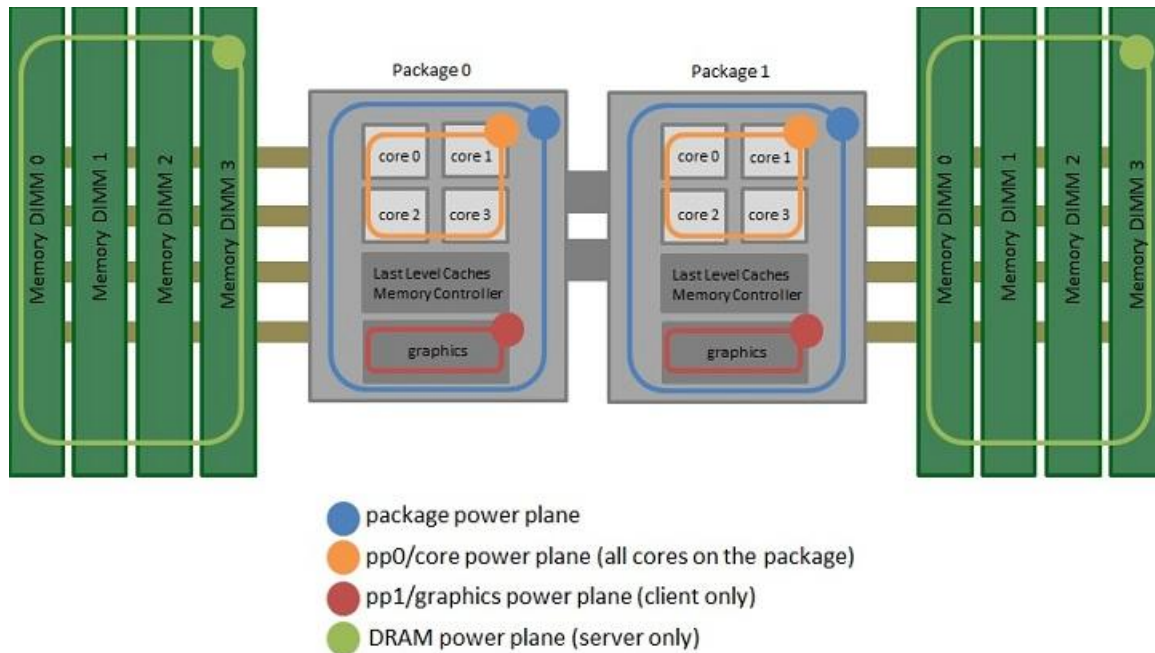 Package 0
Package 1
Memory DIMM 0
Memory DIMM 1
Memory DIMM 2
Memory DIMM 3
core 0
core 1
core 2
core 3
Last Level Caches
Memory Controller
graphics
core 0
core 1
core 2
core 3
Last Level Caches
Memory Controller
graphics
Memory DIMM 0
Memory DIMM 1
Memory DIMM 2
Memory DIMM 3
package power plane
pp0/core power plane (all cores on the package)
pp1/graphics power plane (client only)
DRAM power plane (server only)